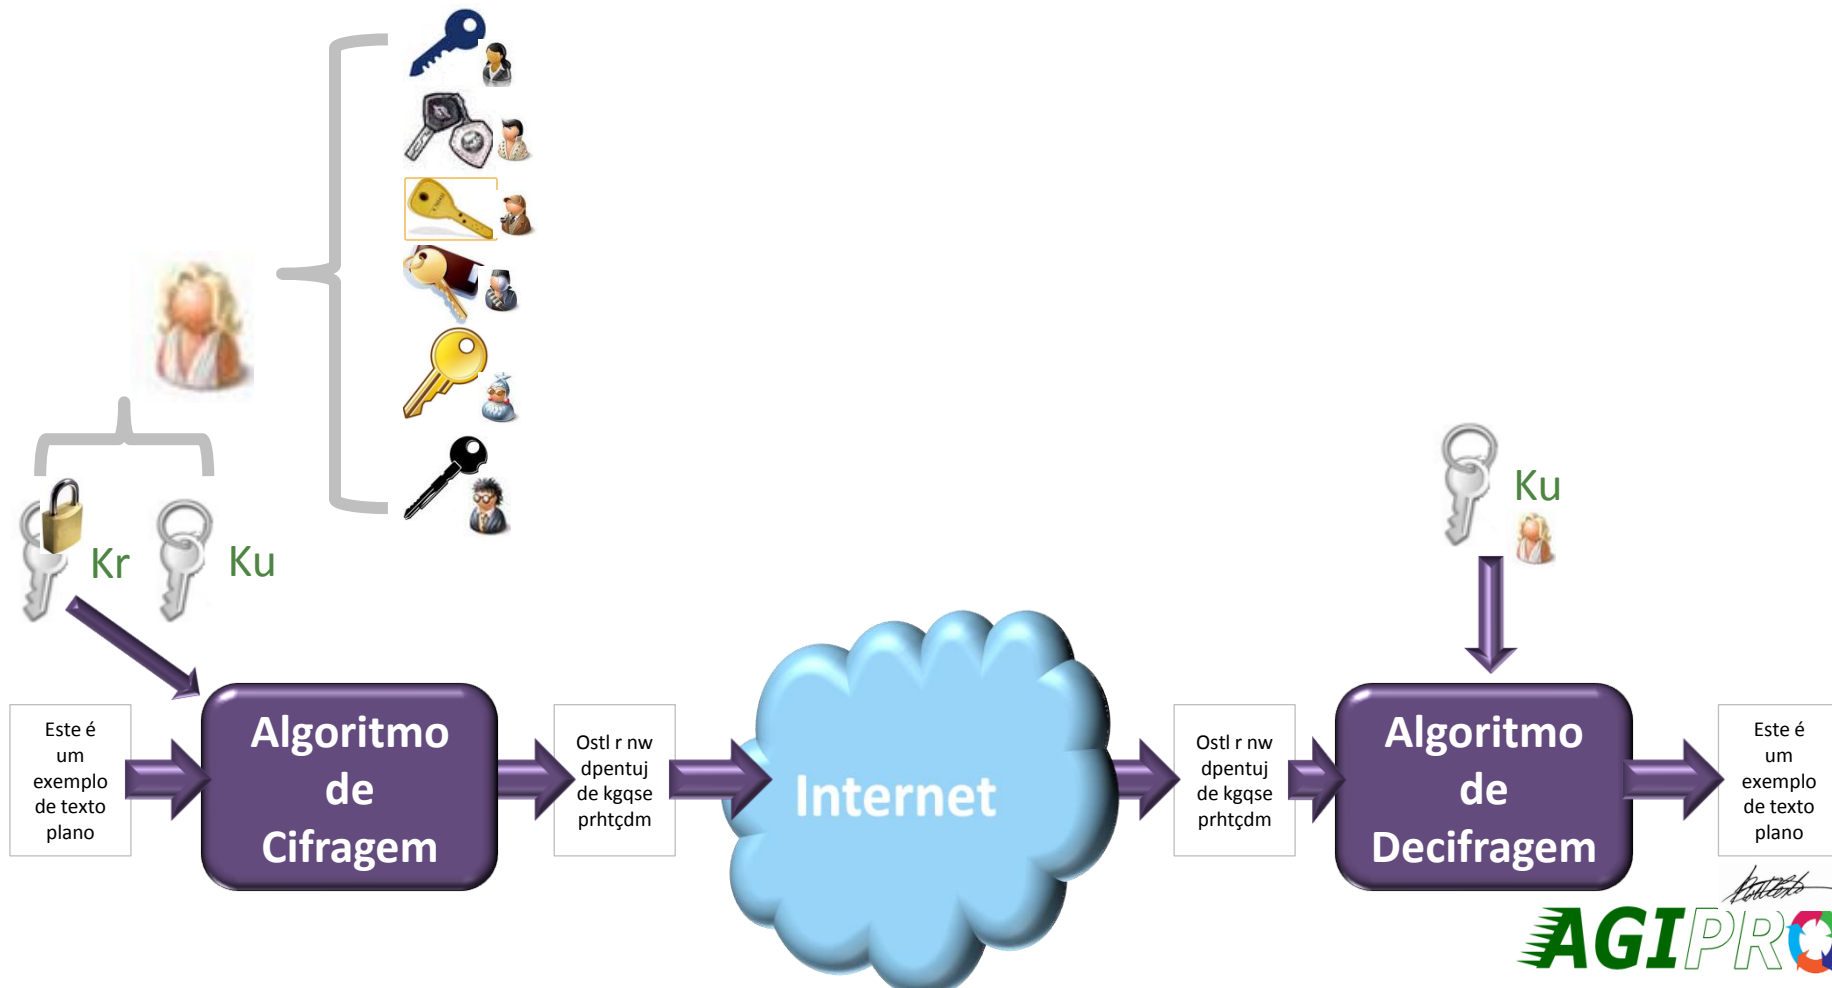 Kr
Ku
Ku
Este é
um
exemplo
de texto
plano
Algoritmo
de
Cifragem
Ostl r nw
dpentuj
de kgqse
prhtçdm
Internet
Ostl r nw
dpentuj
de kgqse
prhtçdm
Algoritmo
de
Decifragem
Este é
um
exemplo
de texto
plano
AGIPRO